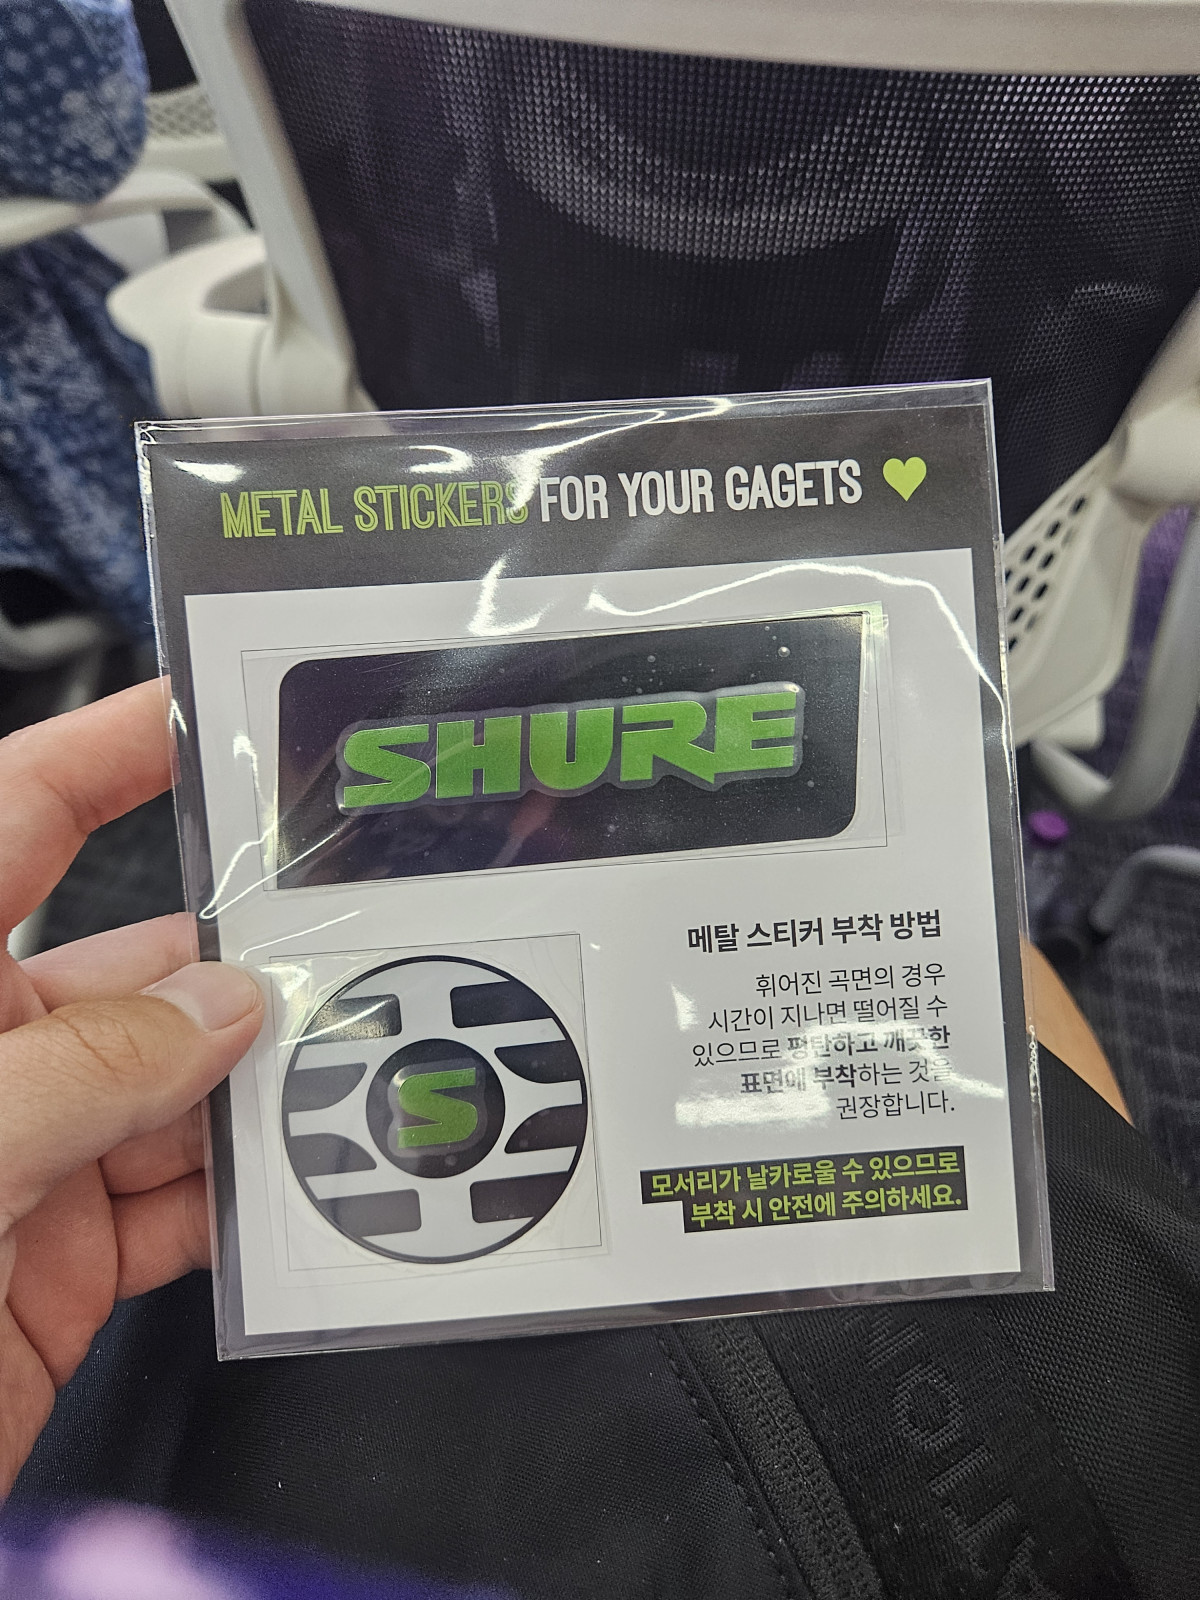 METAL STICKERS FOR YOUR GAGETS
SHURE
메탈 스티커 부착 방법
휘어진 곡면의 경우
시간이 지나면 떨어질 수
있으므로 평탄하고 깨끗한
표면에 부착하는 것을
권장합니다.
S
모서리가 날카로울 수 있으므로
부착 시 안전에 주의하세요.